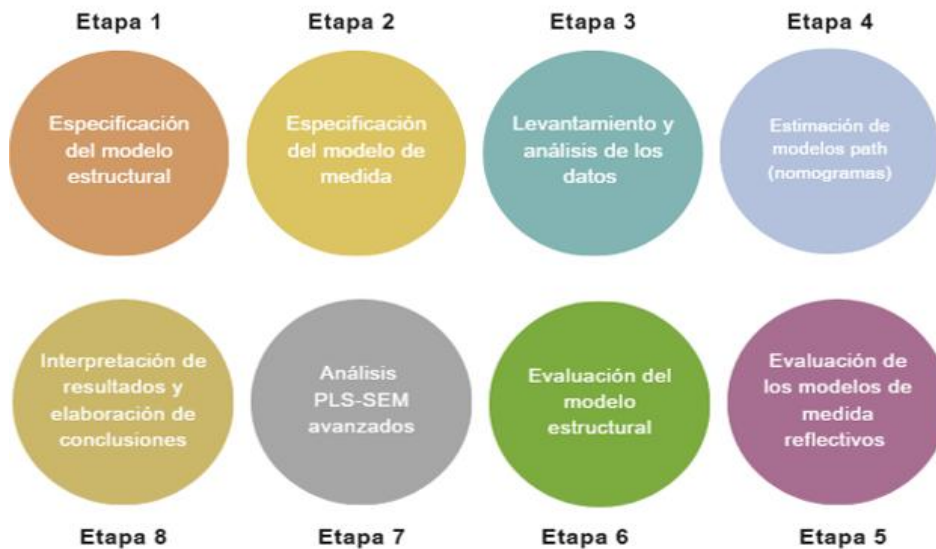 Etapa 1
Etapa 2
Etapa 3
Etapa 4
Especificación
del modelo
estructural
Especificación
del modelo de
medida
Levantamiento y
análisis de los
datos
Estimación de
modelos path
(nomogramas)
Interpretación de
resultados y
elaboración de
conclusiones
Análisis
PLS-SEM
avanzados
Evaluación del
modelo
estructural
Evaluación de
los modelos de
medida
reflectivos
Etapa 8
Etapa 7
Etapa 6
Etapa 5